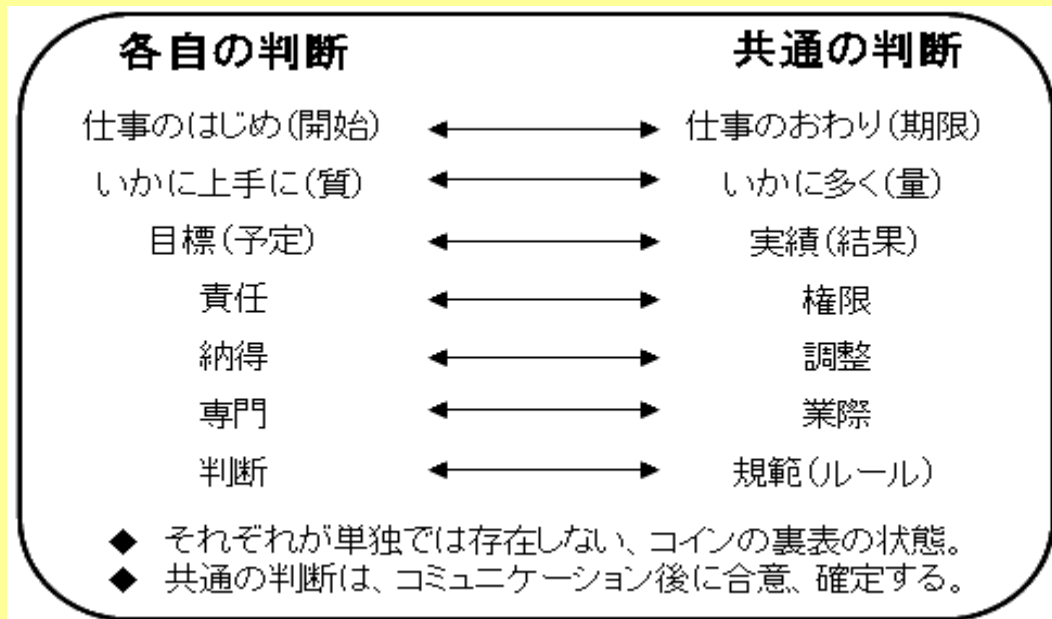 各自の判断 共通の判断
仕事のはじめ(開始) 仕事のおわり(期限)
いかに上手に(質) いかに多く(量)
目標(予定) 実績(結果)
責任 権限
納得 調整
専門 業際
判断 規範(ルール)
◆ それぞれが単独では存在しない、コインの裏表の状態。
◆ 共通の判断は、コミュニケーション後に合意、確定する。